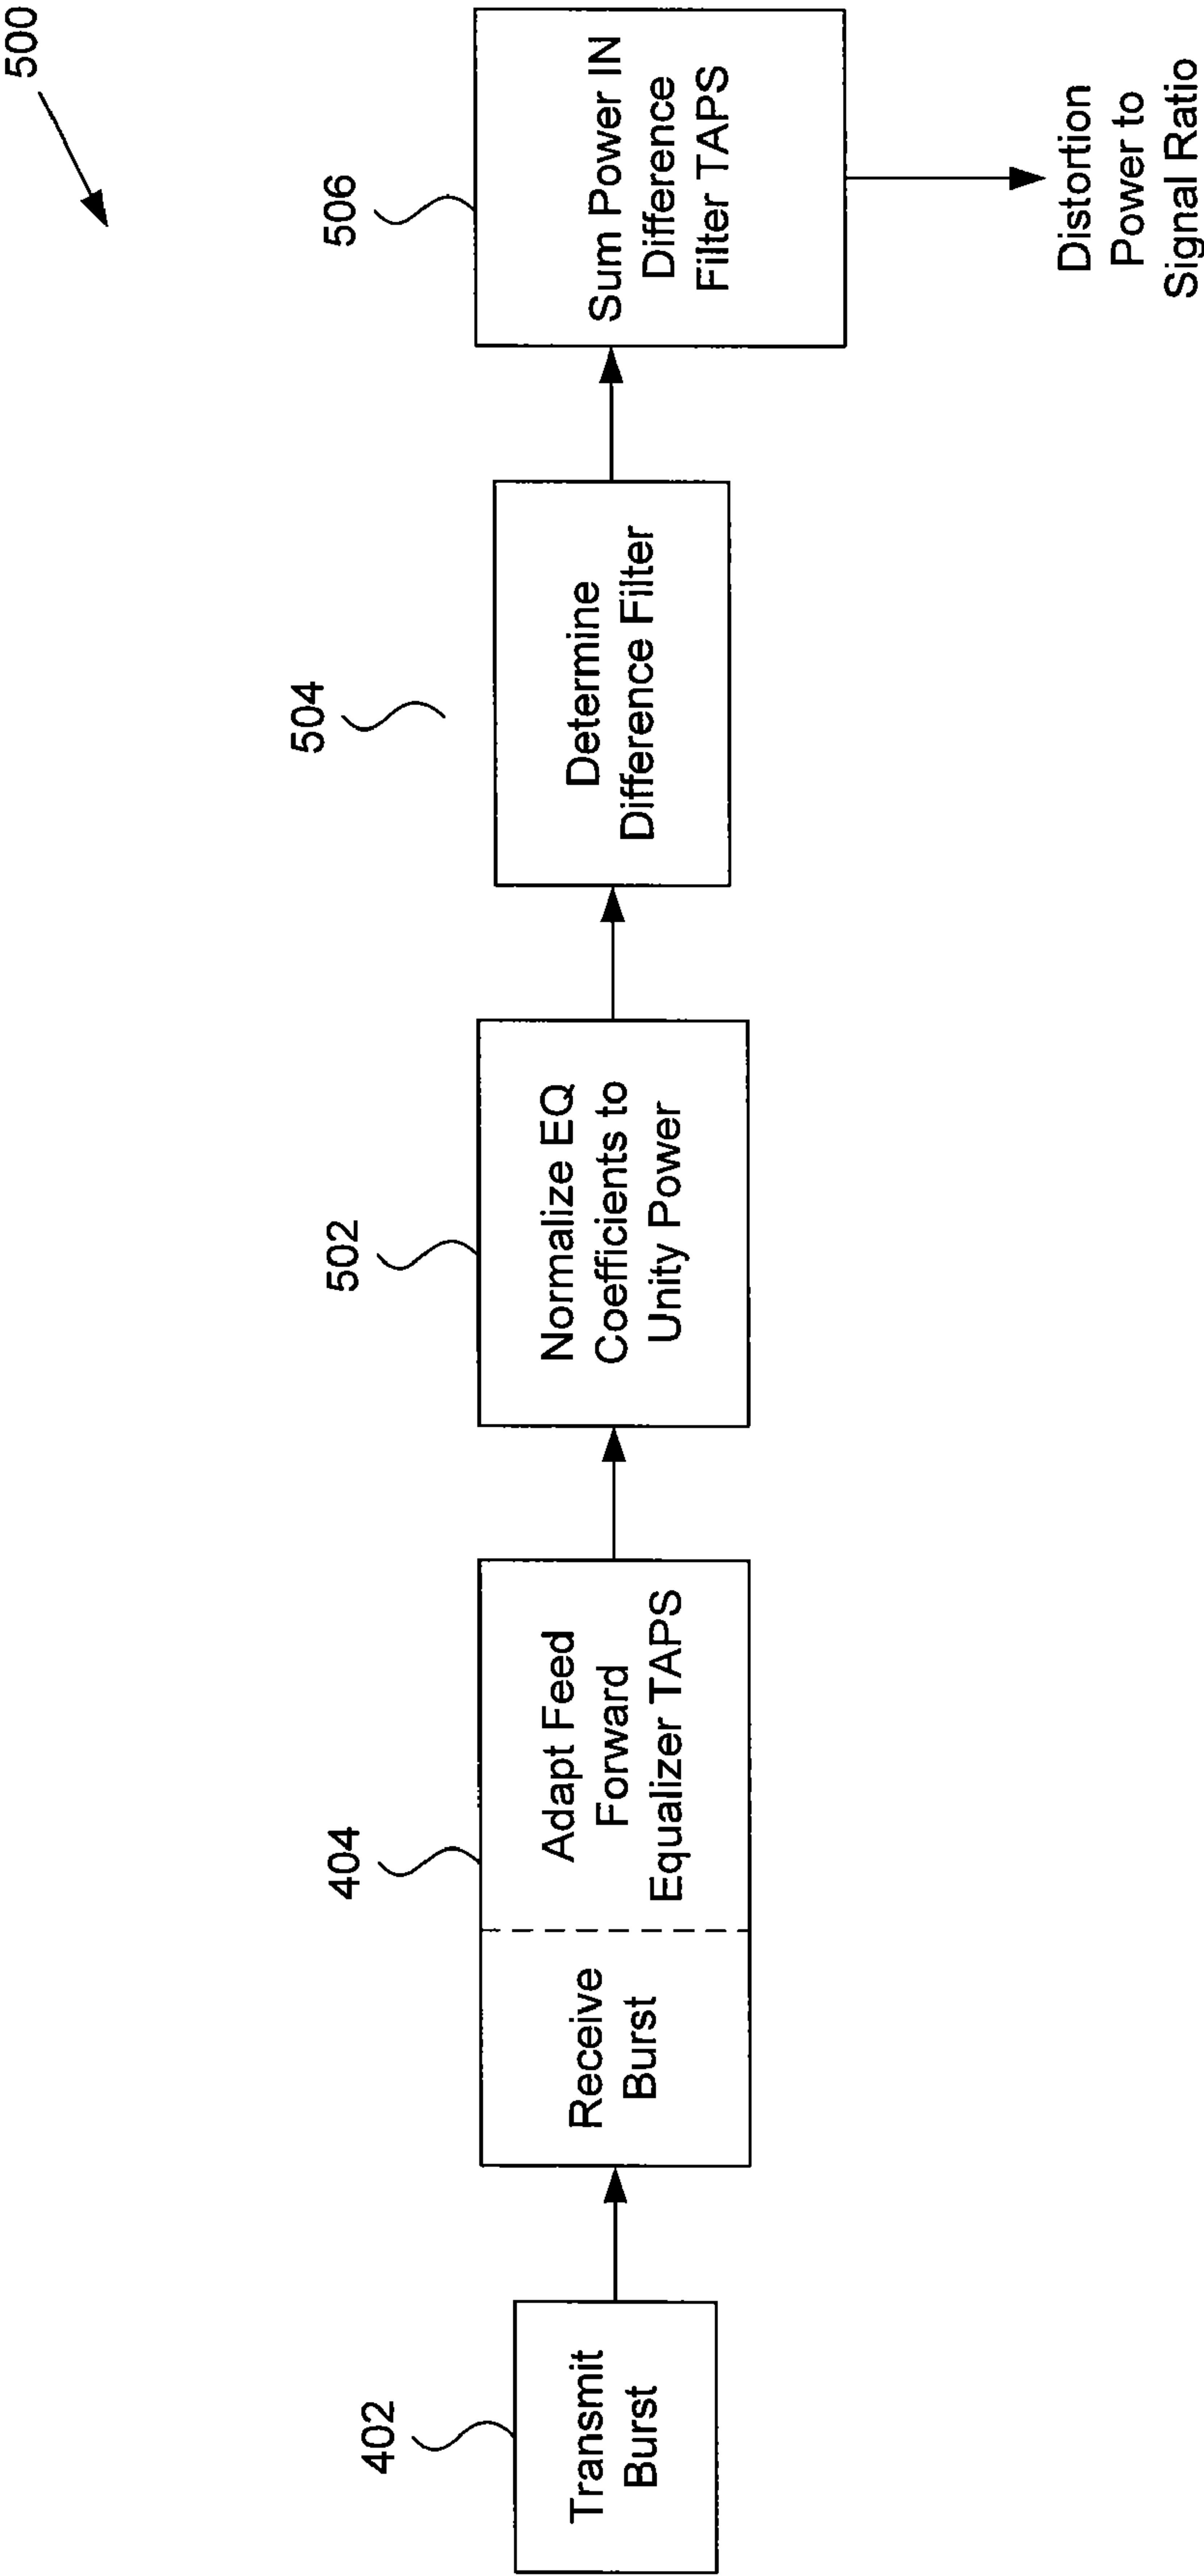 500
402
Transmit
Burst
404
Receive
Burst
Adapt Feed
Forward
Equalizer TAPS
502
Normalize EQ
Coefficients to
Unity Power
504
Determine
Difference Filter
506
Sum Power IN
Difference
Filter TAPS
Distortion
Power to
Signal Ratio